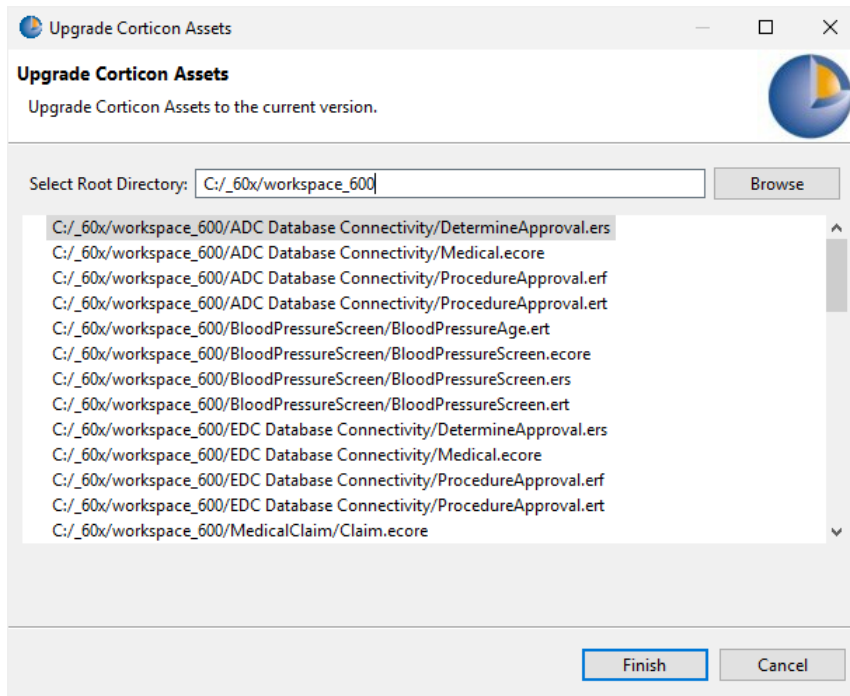 Upgrade Corticon Assets
Upgrade Corticon Assets
Upgrade Corticon Assets to the current version.
Select Root Directory: C:/_60x/workspace_600 Browse
C:/_60x/workspace_600/ADC Database Connectivity/DetermineApproval.ers
C:/_60x/workspace_600/ADC Database Connectivity/Medical.ecore
C:/_60x/workspace_600/ADC Database Connectivity/ProcedureApproval.erf
C:/_60x/workspace_600/ADC Database Connectivity/ProcedureApproval.ert
C:/_60x/workspace_600/BloodPressureScreen/BloodPressureAge.ert
C:/_60x/workspace_600/BloodPressureScreen/BloodPressureScreen.ecore
C:/_60x/workspace_600/BloodPressureScreen/BloodPressureScreen.ers
C:/_60x/workspace_600/BloodPressureScreen/BloodPressureScreen.ert
C:/_60x/workspace_600/EDC Database Connectivity/DetermineApproval.ers
C:/_60x/workspace_600/EDC Database Connectivity/Medical.ecore
C:/_60x/workspace_600/EDC Database Connectivity/ProcedureApproval.erf
C:/_60x/workspace_600/EDC Database Connectivity/ProcedureApproval.ert
C:/_60x/workspace_600/MedicalClaim/Claim.ecore
Finish Cancel